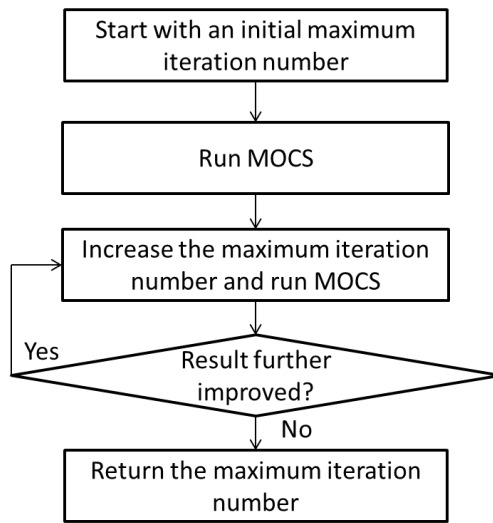 Start with an initial maximum
iteration number
Run MOCS
Increase the maximum iteration
number and run MOCS
Yes
Result further
improved?
No
Return the maximum iteration
number